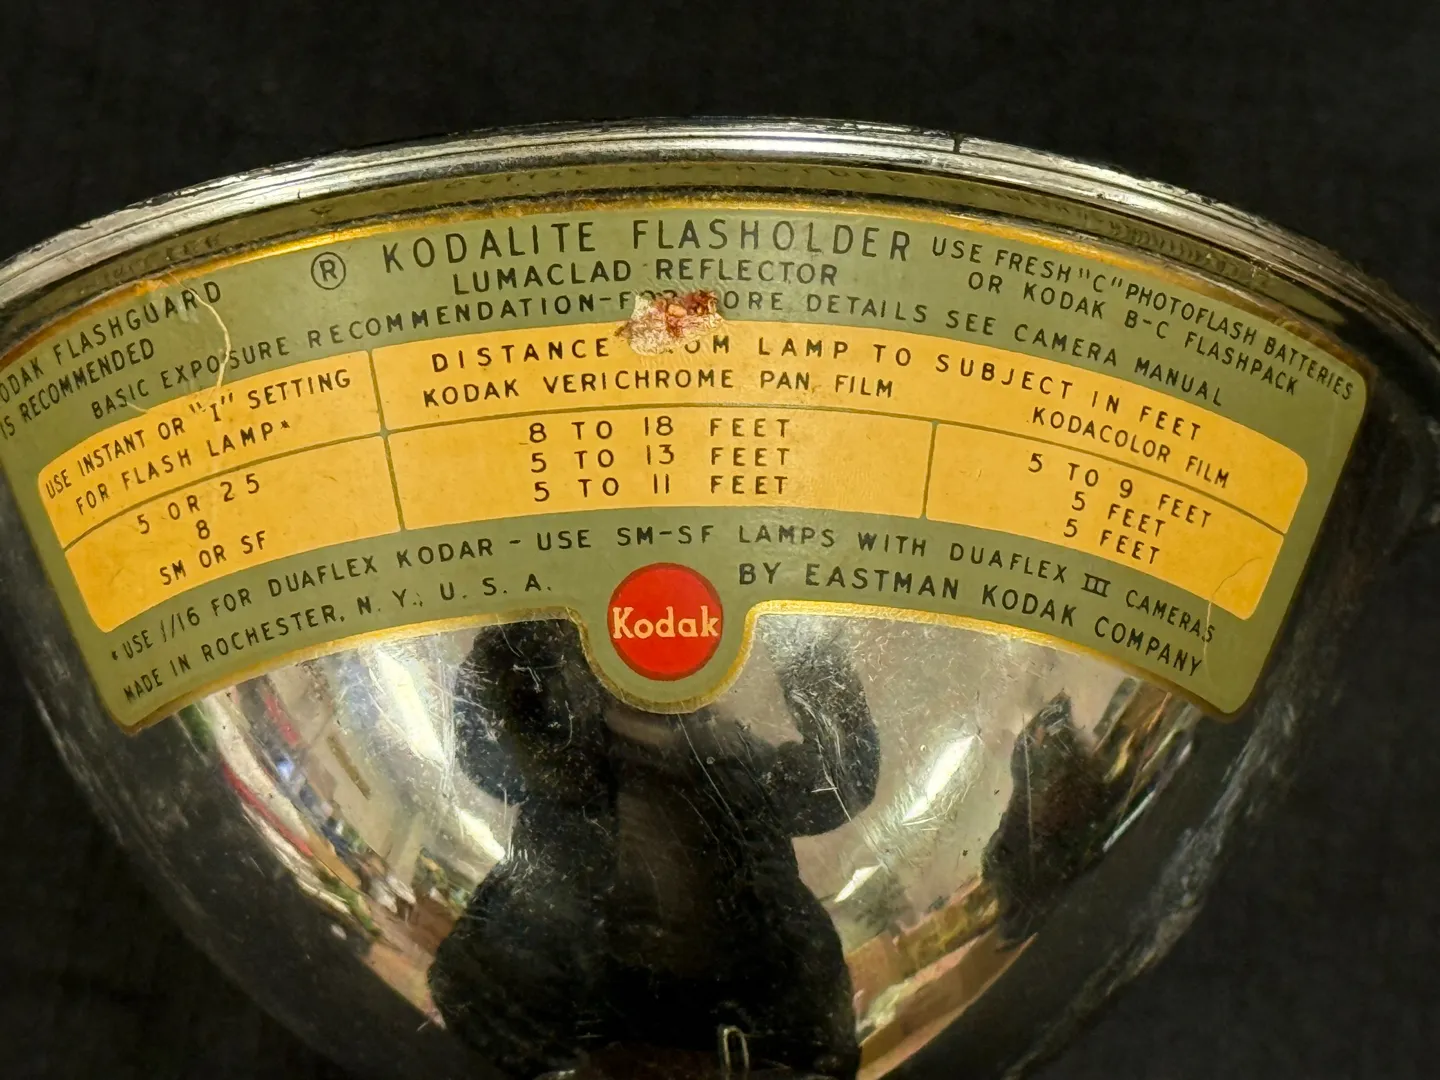 ® KODALITE FLASHOLDER
LUMACLAD REFLECTOR
FLASHGUARD
IS RECOMMENDED
USE FRESH "C" PHOTOFLASH BATTERIES
OR KODAK B-C FLASHPACK
BASIC EXPOSURE RECOMMENDATION- DETAILS SEE CAMERA MANUAL
USE INSTANT OR "I" SETTING
FOR FLASH LAMP*
DISTANCE LAMP TO SUBJECT IN FEET
KODAK VERICHROME PAN FILM
KODACOLOR FILM
5 OR 25 8 TO 18 FEET 5 TO 9 FEET
8 5 TO 13 FEET 5 FEET
SM OR SF 5 TO 11 FEET 5 FEET
*USE 1/16 FOR DUAFLEX KODAR - USE SM-SF LAMPS WITH DUAFLEX III CAMERAS
MADE IN ROCHESTER, N. Y., U. S. A. BY EASTMAN KODAK COMPANY
Kodak